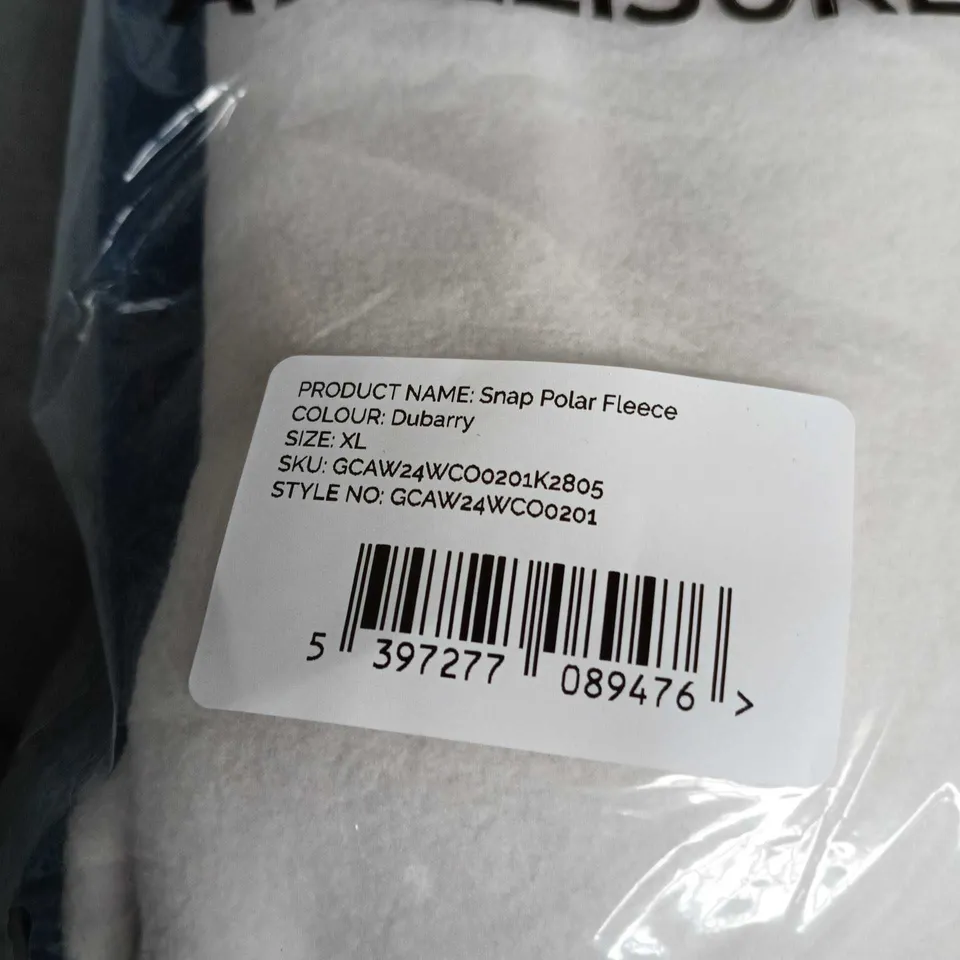 PRODUCT NAME: Snap Polar Fleece
COLOUR: Dubarry
SIZE: XL
SKU: GCAW24WCO0201K2805
STYLE NO: GCAW24WCO0201
5 397277 089476 >